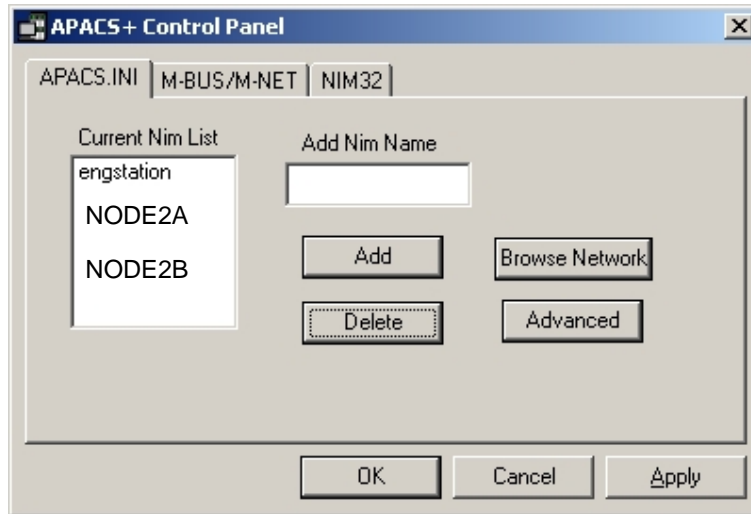 APACS+ Control Panel
APACS.INI
M-BUS/M-NET
NIM32
Current Nim List
engstation
NODE2A
NODE2B
Add Nim Name
Add
Browse Network
Delete
Advanced
OK
Cancel
Apply